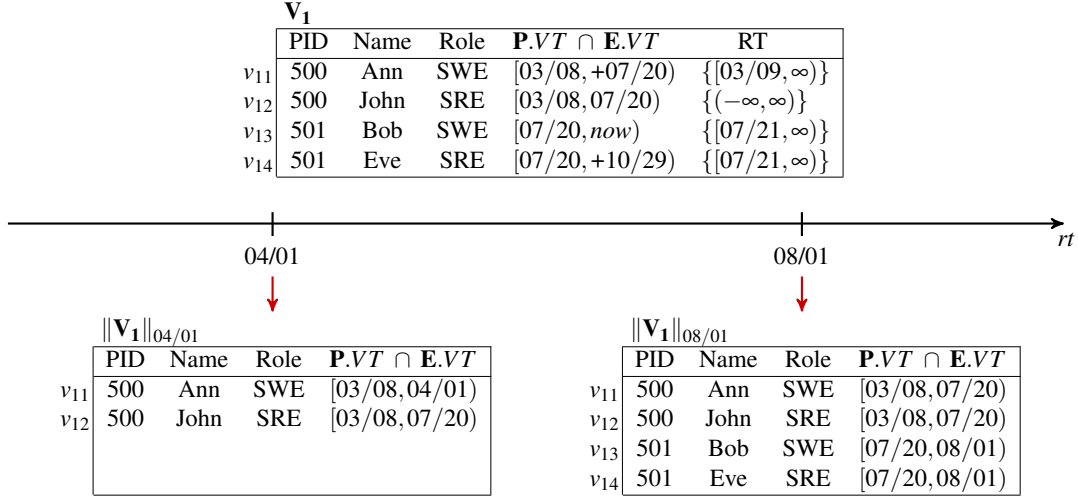 V₁
PID Name Role P.VT ∩ E.VT RT
v₁₁ 500 Ann SWE [03/08,+07/20) {[03/09,∞)}
v₁₂ 500 John SRE [03/08,07/20) {(−∞,∞)}
v₁₃ 501 Bob SWE [07/20,now) {[07/21,∞)}
v₁₄ 501 Eve SRE [07/20,+10/29) {[07/21,∞)}
rt
04/01 08/01
‖V₁‖₀₄/₀₁
PID Name Role P.VT ∩ E.VT
v₁₁ 500 Ann SWE [03/08,04/01)
v₁₂ 500 John SRE [03/08,07/20)
‖V₁‖₀₈/₀₁
PID Name Role P.VT ∩ E.VT
v₁₁ 500 Ann SWE [03/08,07/20)
v₁₂ 500 John SRE [03/08,07/20)
v₁₃ 501 Bob SWE [07/20,08/01)
v₁₄ 501 Eve SRE [07/20,08/01)